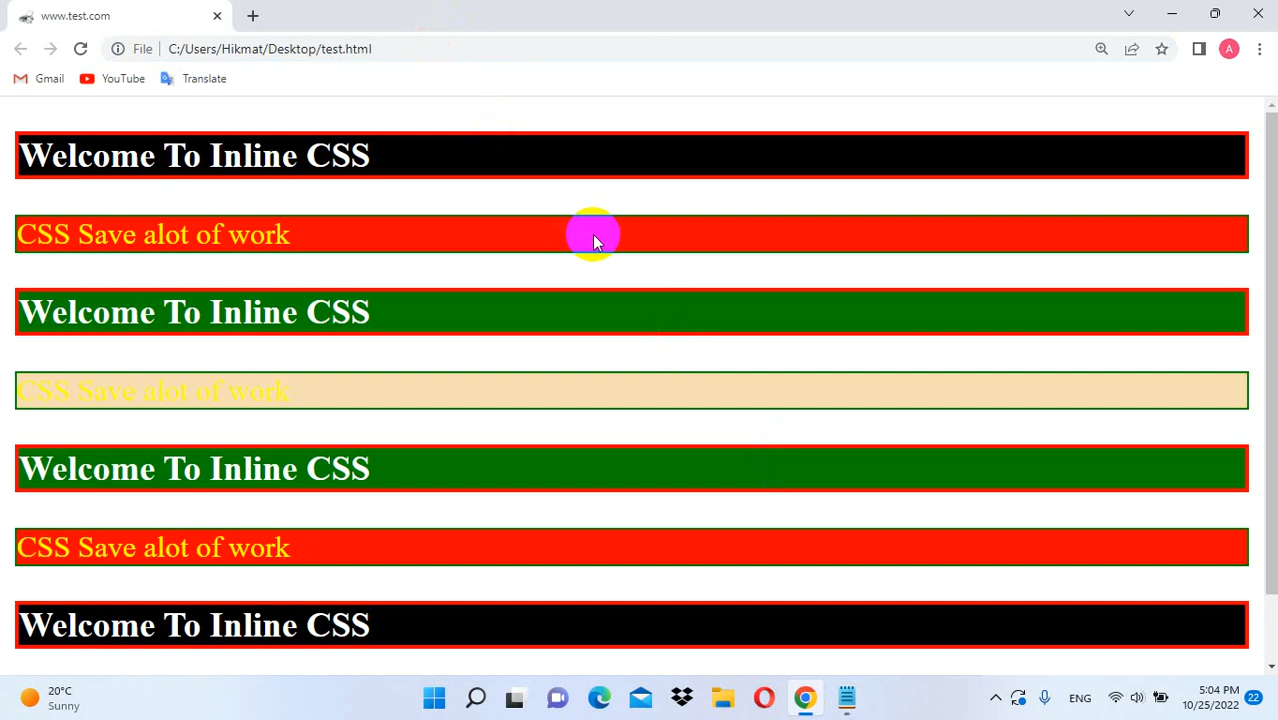 www.test.com
File C:/Users/Hikmat/Desktop/test.html
A
Gmail YouTube Translate
Welcome To Inline CSS
CSS Save alot of work
Welcome To Inline CSS
CSS Save alot of work
Welcome To Inline CSS
CSS Save alot of work
Welcome To Inline CSS
20°C
Sunny
ENG
5:04 PM
10/25/2022
22